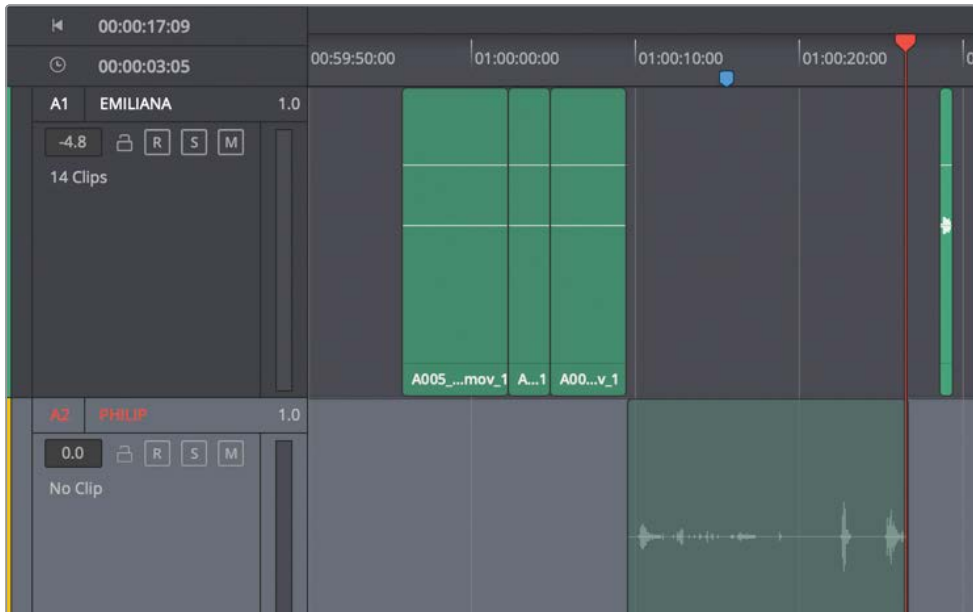 00:00:17:09
00:00:03:05
00:59:50:00 01:00:00:00 01:00:10:00 01:00:20:00
A1 EMILIANA 1.0
-4.8 R S M
14 Clips
A005_...mov_1 A...1 A00...v_1
A2 PHILIP 1.0
0.0 R S M
No Clip